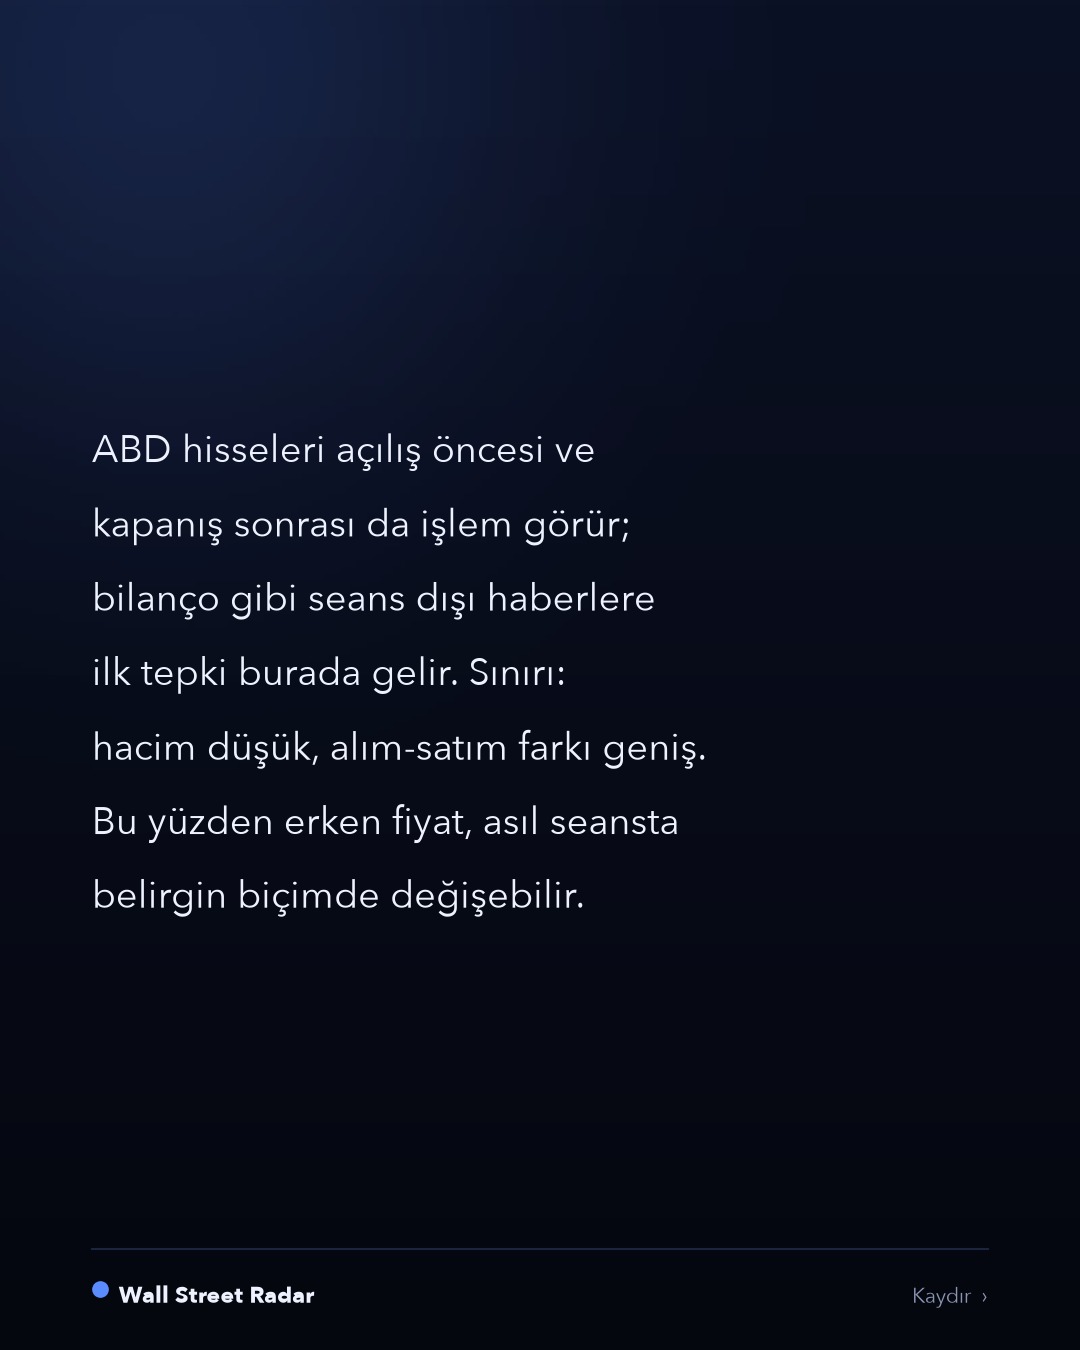 ABD hisseleri açılış öncesi ve
kapanış sonrası da işlem görür;
bilanço gibi seans dışı haberlere
ilk tepki burada gelir. Sınırı:
hacim düşük, alım-satım farkı geniş.
Bu yüzden erken fiyat, asıl seansta
belirgin biçimde değişebilir.
Wall Street Radar
Kaydır ›